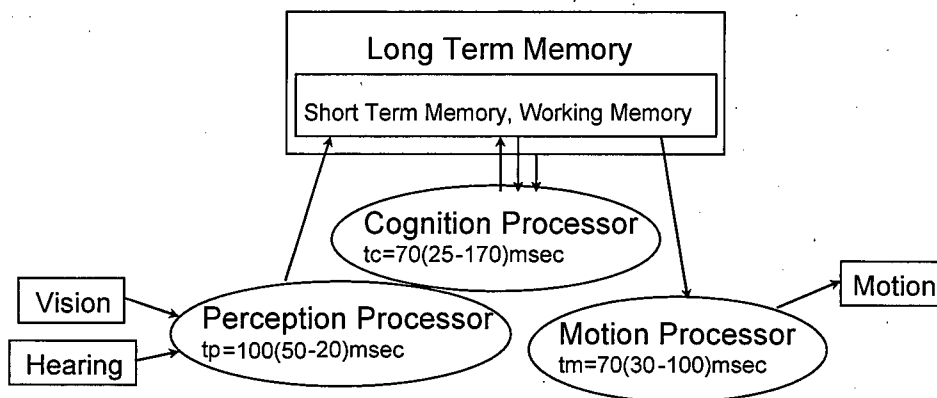 Long Term Memory
Short Term Memory, Working Memory
Cognition Processor
tc=70(25-170)msec
Vision
Hearing
Perception Processor
tp=100(50-20)msec
Motion Processor
tm=70(30-100)msec
Motion